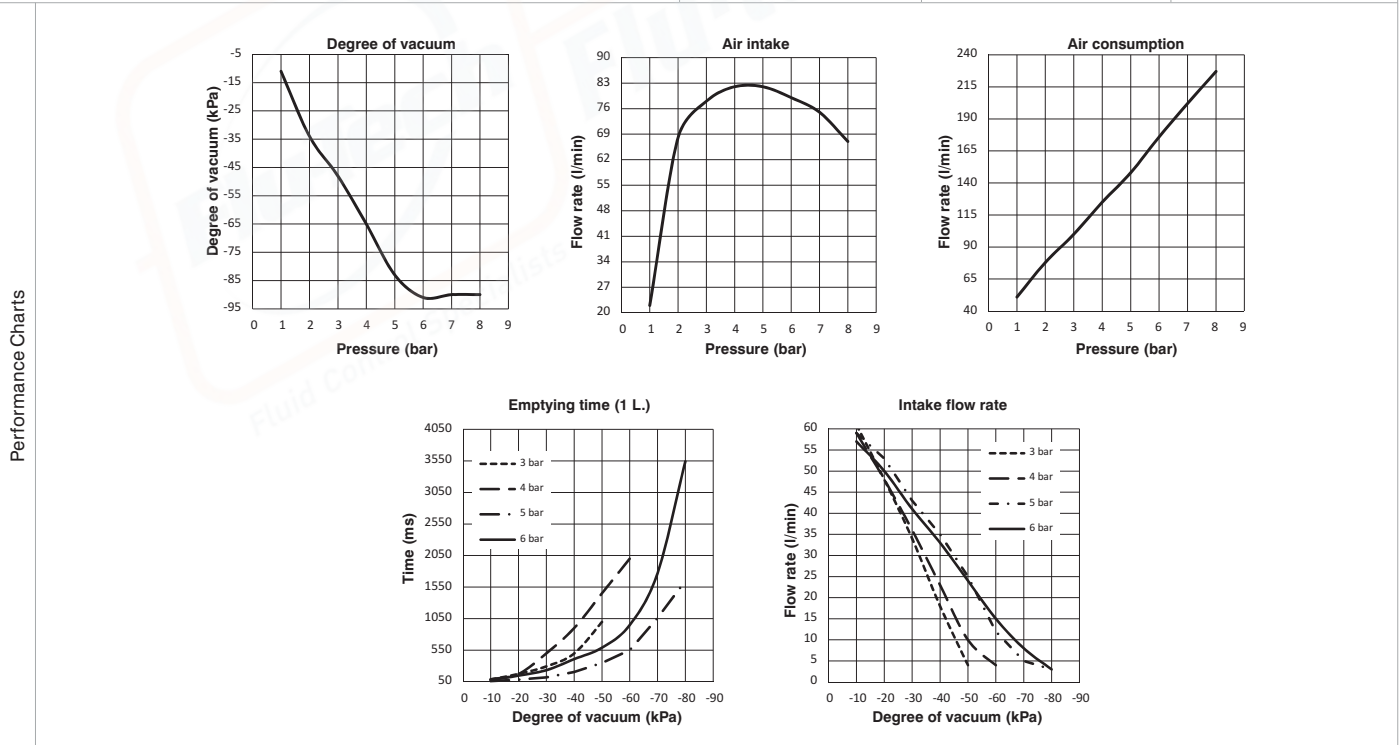 Performance Charts
Degree of vacuum
Degree of vacuum (kPa)
-5
-15
-25
-35
-45
-55
-65
-75
-85
-95
0 1 2 3 4 5 6 7 8 9
Pressure (bar)
Air intake
Flow rate (l/min)
90
83
76
69
62
55
48
41
34
27
20
0 1 2 3 4 5 6 7 8 9
Pressure (bar)
Air consumption
Flow rate (l/min)
240
215
190
165
140
115
90
65
40
0 1 2 3 4 5 6 7 8 9
Pressure (bar)
Emptying time (1 L.)
Time (ms)
4050
3550
3050
2550
2050
1550
1050
550
50
3 bar
4 bar
5 bar
6 bar
0 -10 -20 -30 -40 -50 -60 -70 -80 -90
Degree of vacuum (kPa)
Intake flow rate
Flow rate (l/min)
60
55
50
45
40
35
30
25
20
15
10
5
0
3 bar
4 bar
5 bar
6 bar
0 -10 -20 -30 -40 -50 -60 -70 -80 -90
Degree of vacuum (kPa)